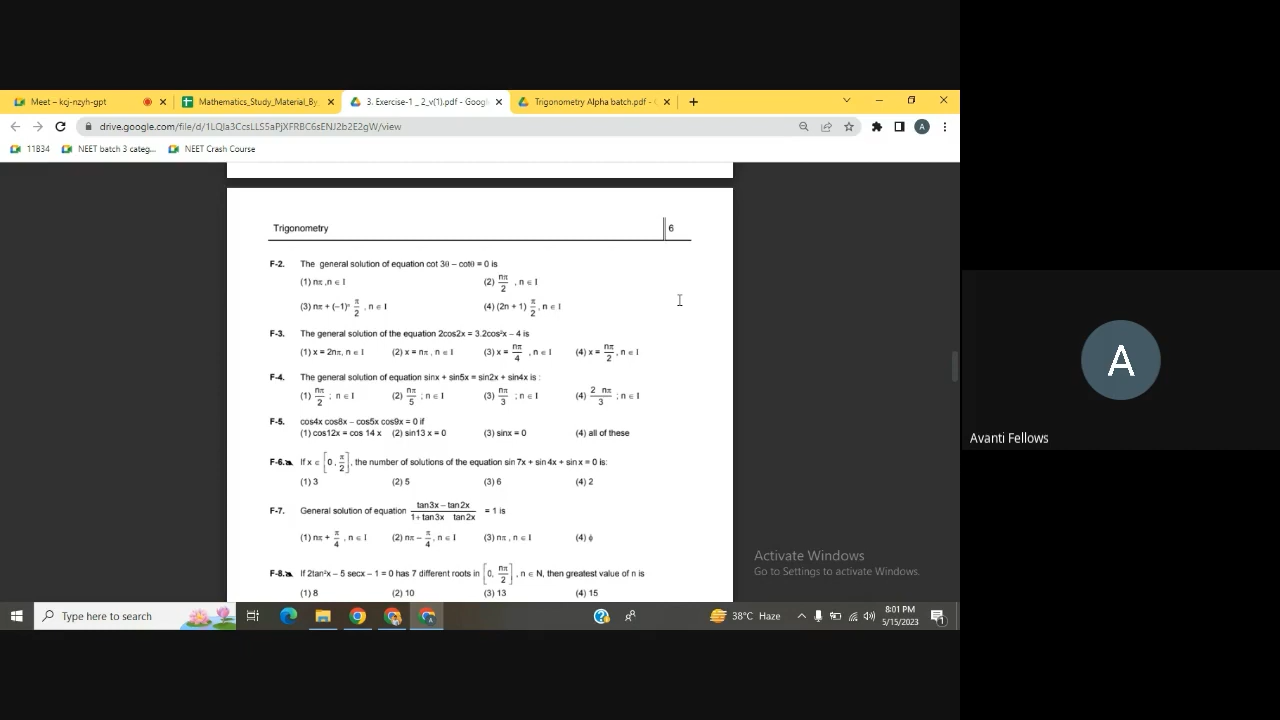 Meet – kcj-nzyh-gpt
Mathematics_Study_Material_By_
3. Exercise-1 _ 2_v(1).pdf - Googl
Trigonometry Alpha batch.pdf - G
drive.google.com/file/d/1LQIa3CcsLLS5aPjXFRBC6sENJ2b2E2gW/view
11B34
NEET batch 3 categ...
NEET Crash Course
A
Trigonometry 6
F-2. The general solution of equation cot 3θ – cotθ = 0 is
(1) nπ ,n ∈ I (2) nπ/2 , n ∈ I
(3) nπ + (–1)ⁿ π/2 , n ∈ I (4) (2n + 1) π/2, n ∈ I
F-3. The general solution of the equation 2cos2x = 3.2cos²x – 4 is
(1) x = 2nπ, n ∈ I (2) x = nπ , n ∈ I (3) x = nπ/4 , n ∈ I (4) x = nπ/2 , n ∈ I
F-4. The general solution of equation sinx + sin5x = sin2x + sin4x is :
(1) nπ/2 ; n ∈ I (2) nπ/5 ; n ∈ I (3) nπ/3 ; n ∈ I (4) 2 nπ/3 ; n ∈ I
F-5. cos4x cos8x – cos5x cos9x = 0 if
(1) cos12x = cos 14 x (2) sin13 x = 0 (3) sinx = 0 (4) all of these
F-6. If x ∈ [0, π/2], the number of solutions of the equation sin 7x + sin 4x + sin x = 0 is:
(1) 3 (2) 5 (3) 6 (4) 2
F-7. General solution of equation (tan3x – tan2x)/(1+ tan3x tan2x) = 1 is
(1) nπ + π/4 , n ∈ I (2) nπ – π/4, n ∈ I (3) nπ , n ∈ I (4) ϕ
F-8. If 2tan²x – 5 secx – 1 = 0 has 7 different roots in [0, nπ/2] , n ∈ N, then greatest value of n is
(1) 8 (2) 10 (3) 13 (4) 15
Activate Windows
Go to Settings to activate Windows.
A
Avanti Fellows
Type here to search
38°C Haze
8:01 PM
5/15/2023
1